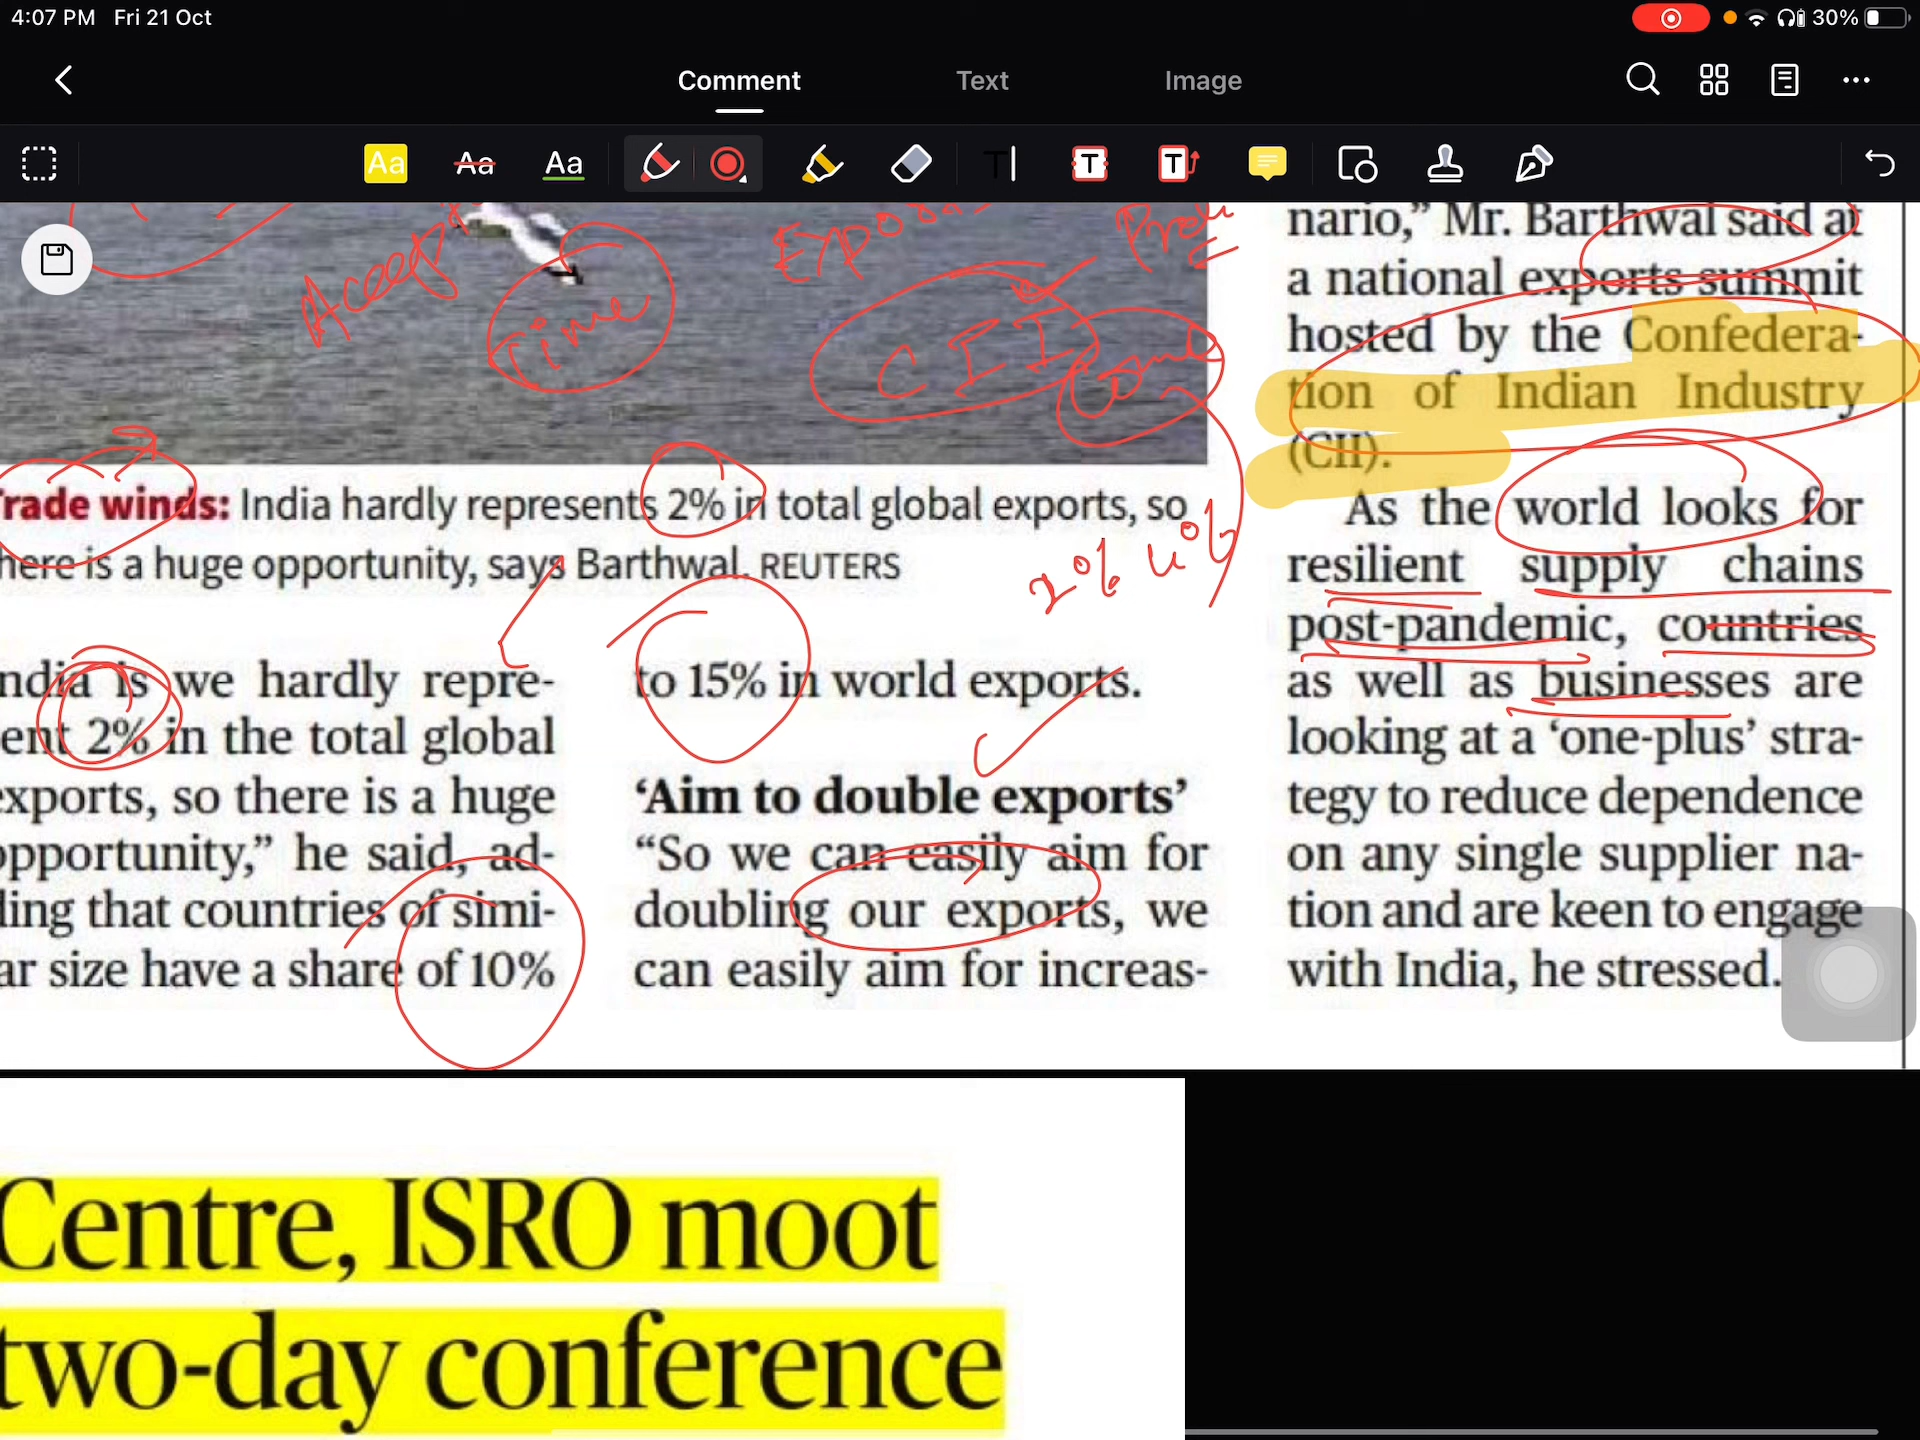 4:07 PM Fri 21 Oct
30%
Comment Text Image
Aa Aa Aa T T T
Accep
Time
CII
2% 4%
Trade winds: India hardly represents 2% in total global exports, so
here is a huge opportunity, says Barthwal. REUTERS
ndia is we hardly repre-
ent 2% in the total global
exports, so there is a huge
opportunity,” he said, ad-
ding that countries of simi-
ar size have a share of 10%
to 15% in world exports.
‘Aim to double exports’
“So we can easily aim for
doubling our exports, we
can easily aim for increas-
nario,” Mr. Barthwal said at
a national exports summit
hosted by the Confedera-
tion of Indian Industry
(CII).
As the world looks for
resilient supply chains
post-pandemic, countries
as well as businesses are
looking at a ‘one-plus’ stra-
tegy to reduce dependence
on any single supplier na-
tion and are keen to engage
with India, he stressed.
Centre, ISRO moot
two-day conference